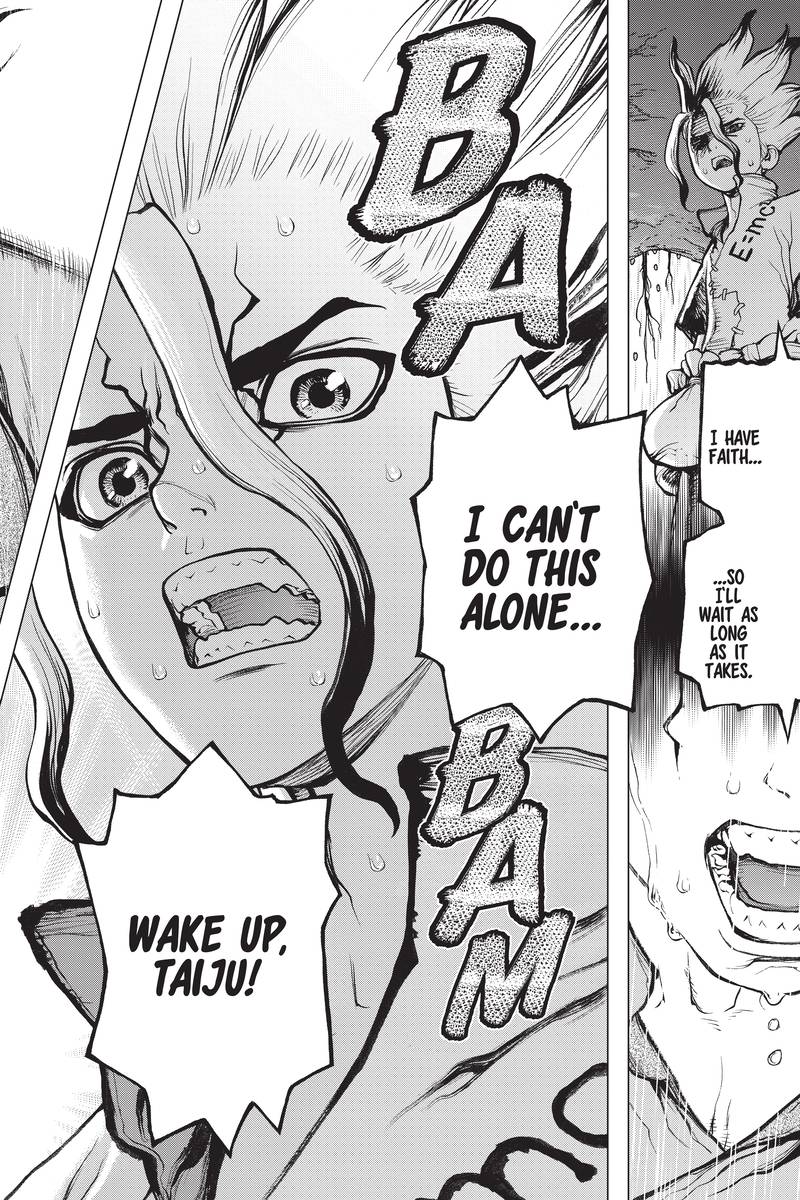 E=mc
I HAVE
FAITH...
...SO
I'LL
WAIT AS
LONG
AS IT
TAKES.
BA
I CAN'T
DO THIS
ALONE...
BAM
WAKE UP,
TAIJU!
mc